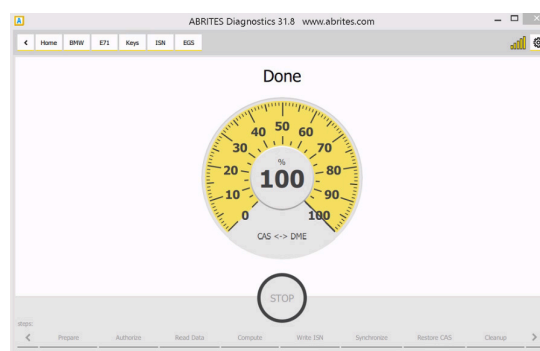 A ABRITES Diagnostics 31.8 www.abrites.com
< Home BMW E71 Keys ISN EGS
Done
0 10 20 30 40 50 60 70 80 90 100
%
100
CAS <-> DME
STOP
steps:
< Prepare Authorize Read Data Compute Write ISN Synchronize Restore CAS Cleanup >